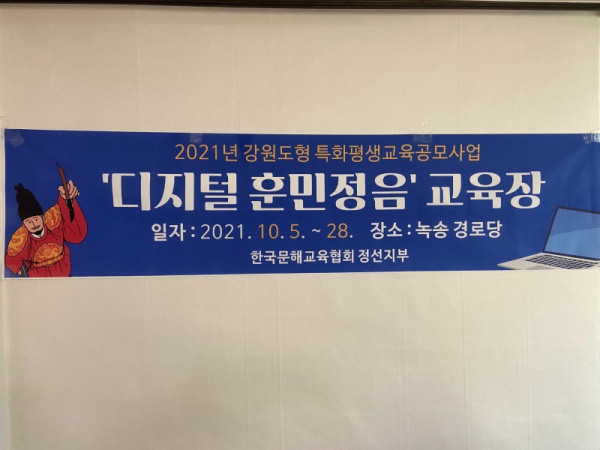 2021년 강원도형 특화평생교육공모사업
'디지털 훈민정음' 교육장
일자 : 2021. 10. 5. ~ 28. 장소 : 녹송 경로당
한국문해교육협회 정선지부